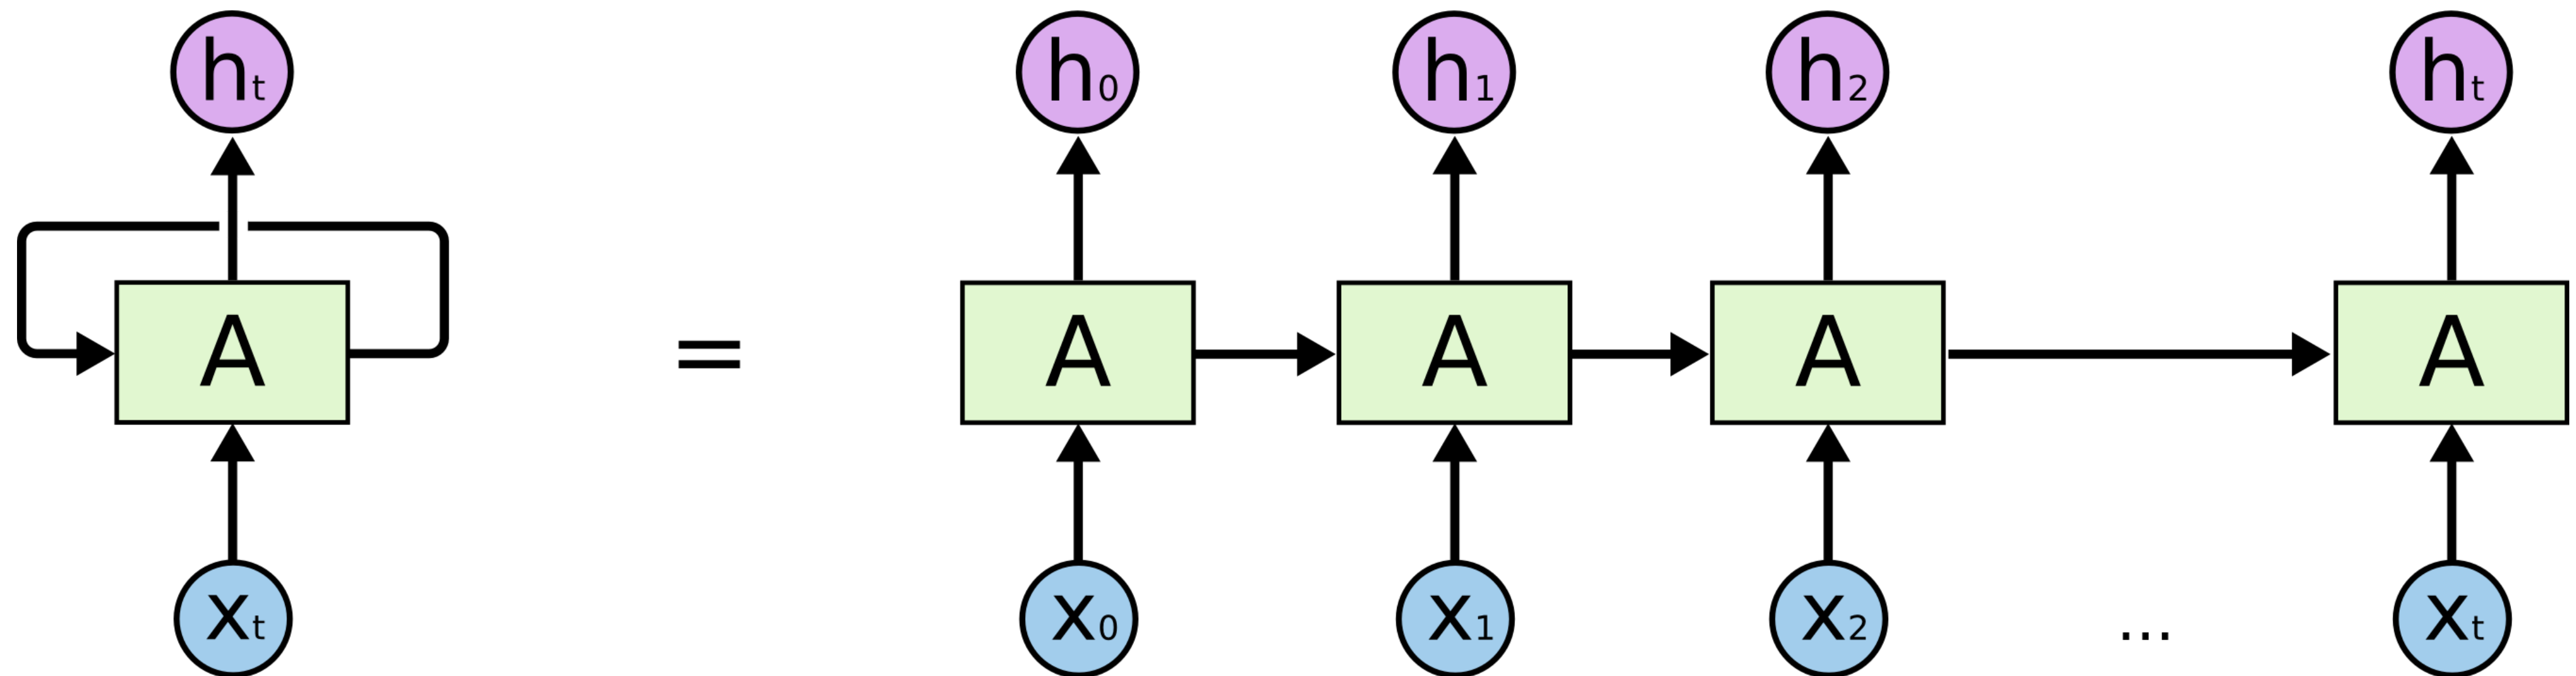 ht h0 h1 h2 ht
A = A A A A
xt x0 x1 x2 ... xt